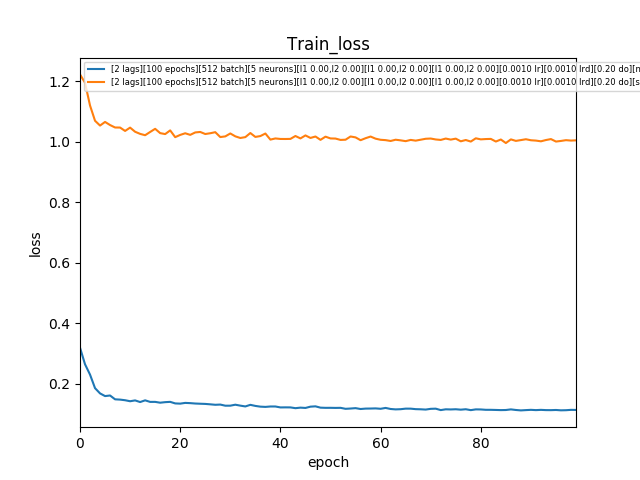 Train_loss
[2 lags][100 epochs][512 batch][5 neurons][l1 0.00,l2 0.00][l1 0.00,l2 0.00][l1 0.00,l2 0.00][0.0010 lr][0.0010 lrd][0.20 do][n
[2 lags][100 epochs][512 batch][5 neurons][l1 0.00,l2 0.00][l1 0.00,l2 0.00][l1 0.00,l2 0.00][0.0010 lr][0.0010 lrd][0.20 do][s
1.2
1.0
0.8
0.6
0.4
0.2
loss
0 20 40 60 80
epoch